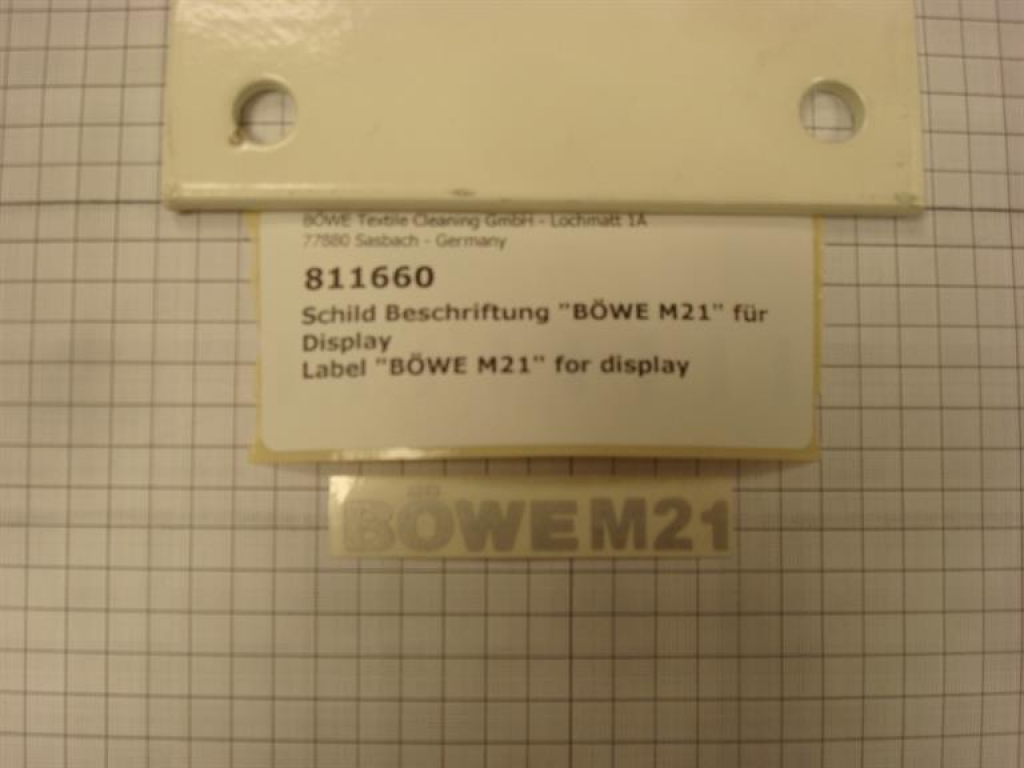 BÖWE Textile Cleaning GmbH - Lochmatt 1A
77880 Sasbach - Germany
811660
Schild Beschriftung "BÖWE M21" für
Display
Label "BÖWE M21" for display
BÖWE M21